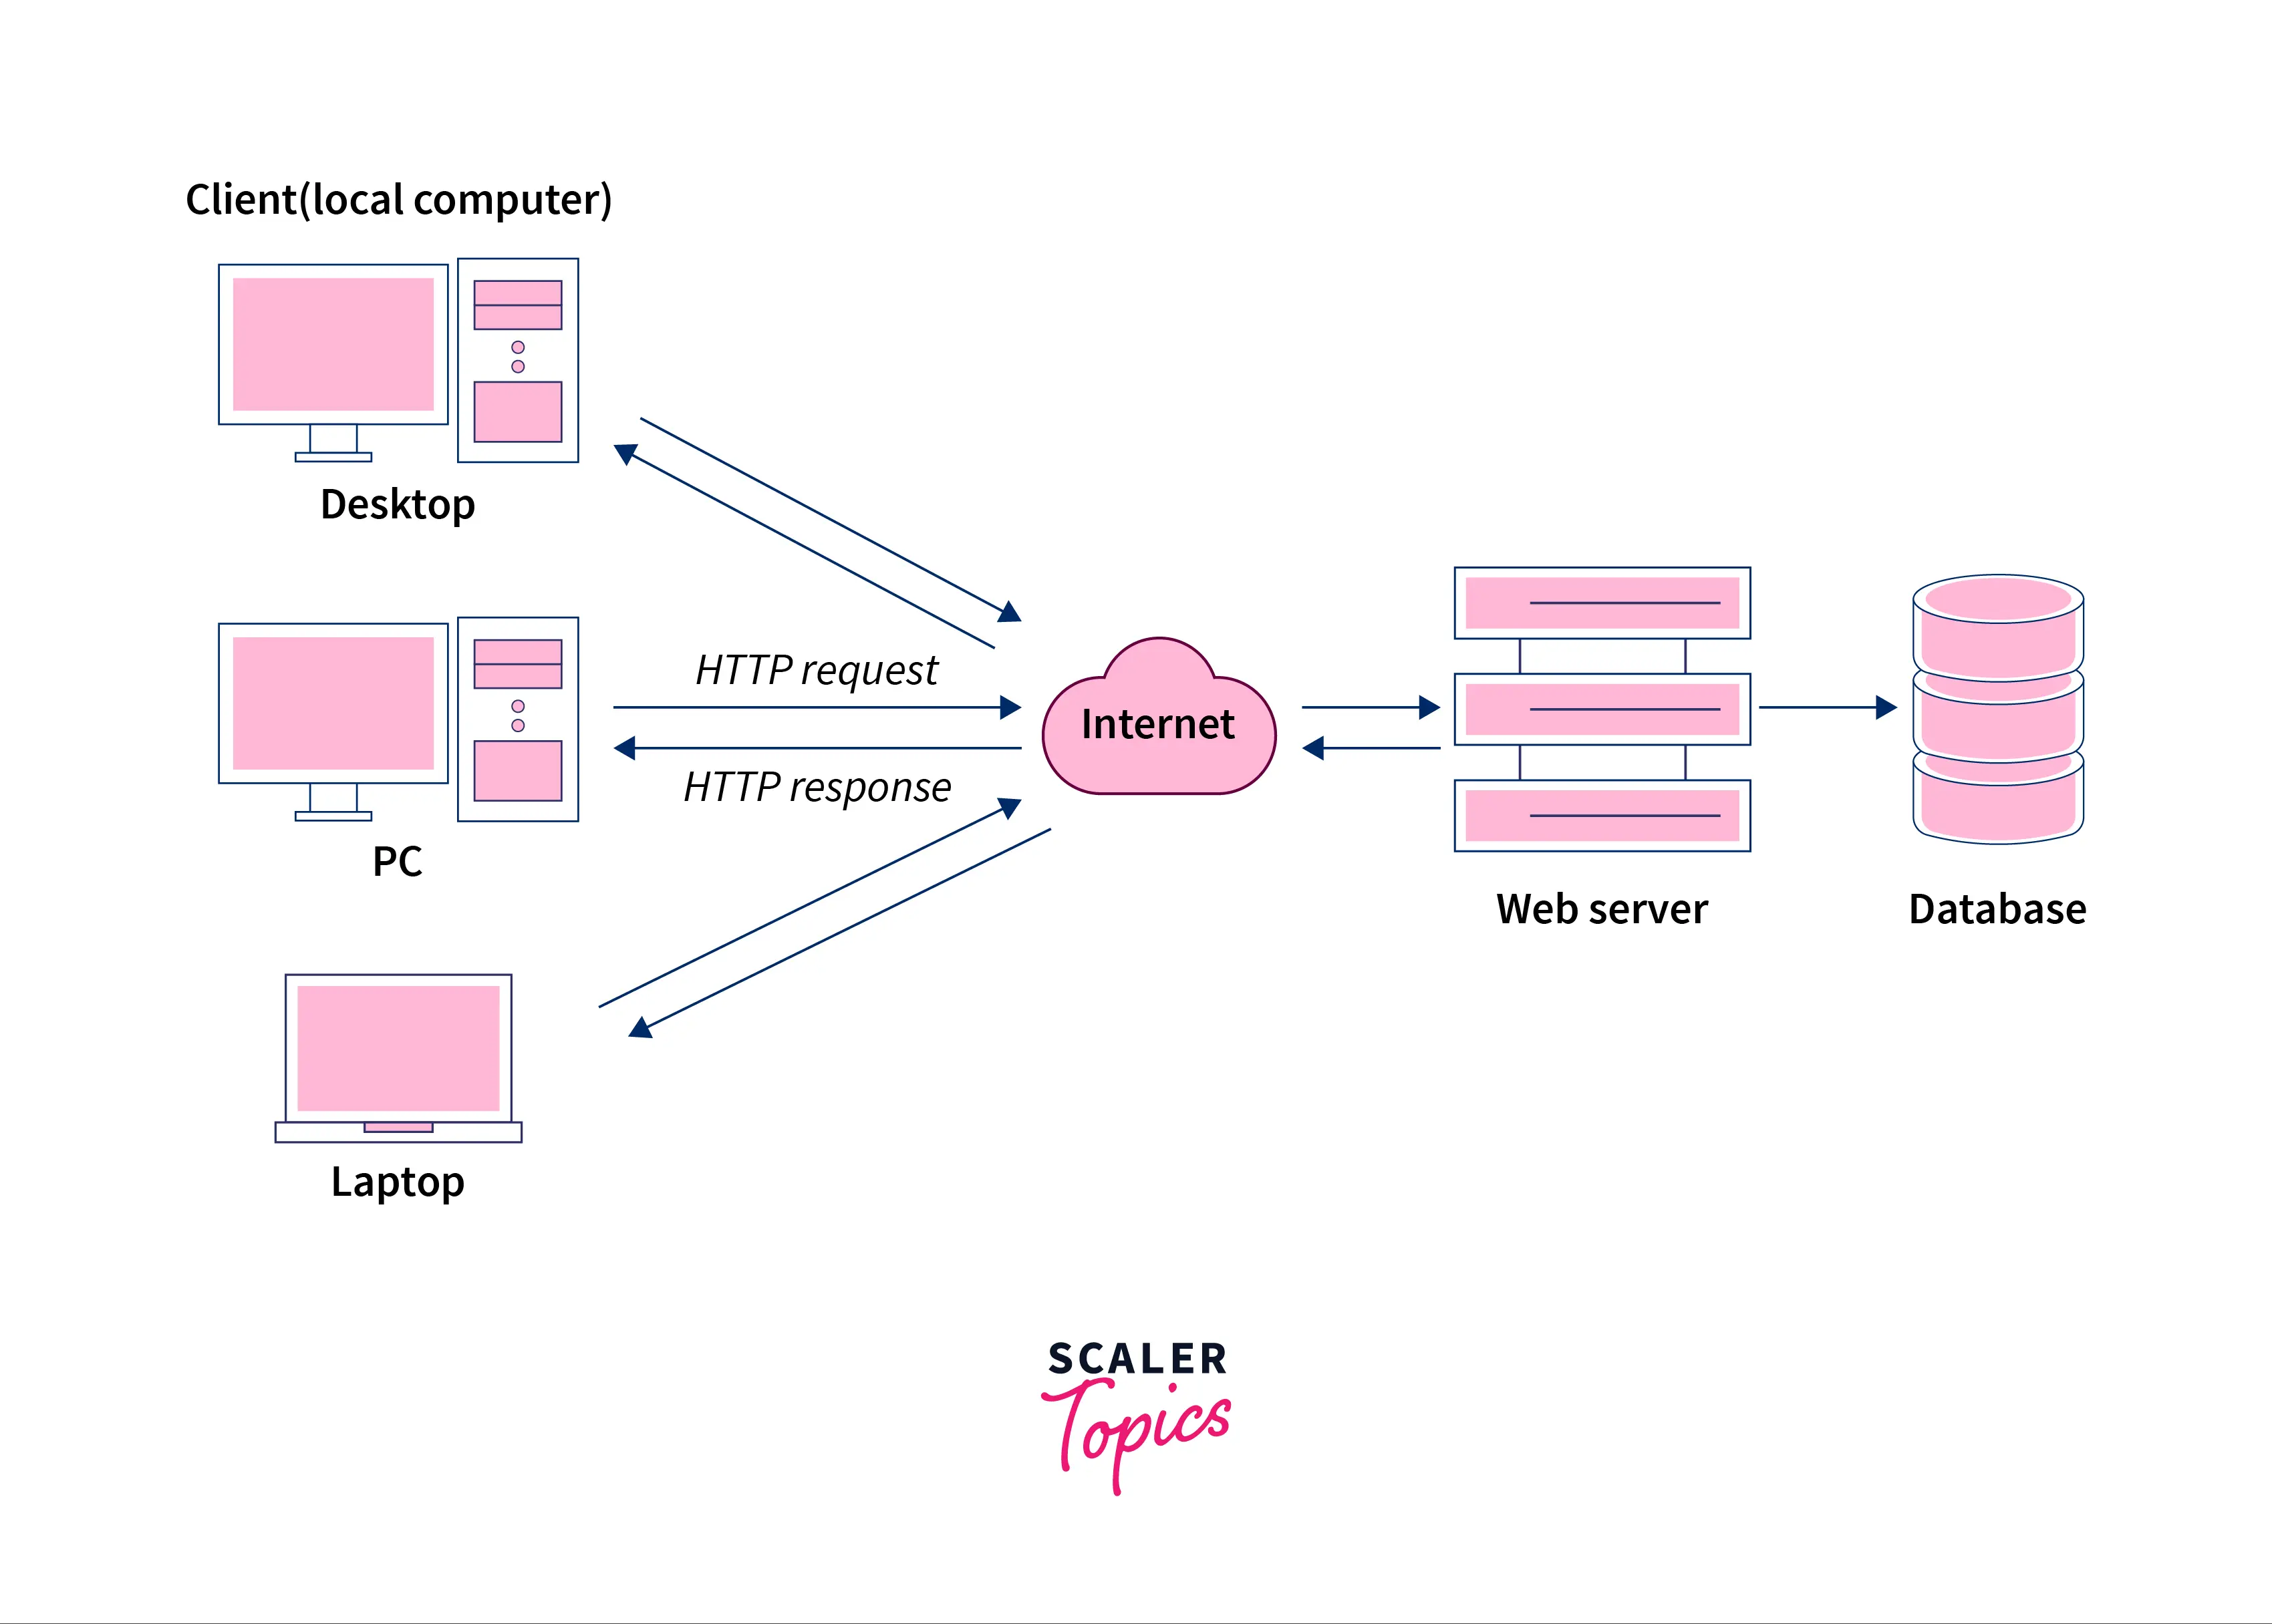 Client(local computer)
Desktop
HTTP request
HTTP response
PC
Laptop
Internet
Web server
Database
SCALER
Topics